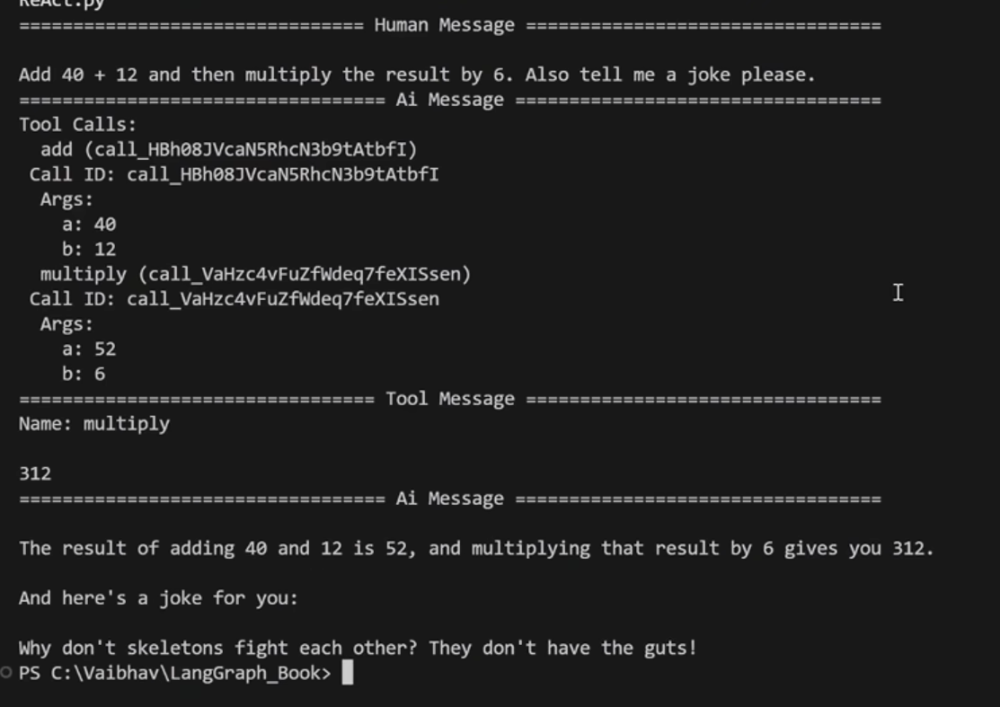 ReAct.py
================================ Human Message =================================
Add 40 + 12 and then multiply the result by 6. Also tell me a joke please.
================================== Ai Message ==================================
Tool Calls:
add (call_HBh08JVcaN5RhcN3b9tAtbfI)
Call ID: call_HBh08JVcaN5RhcN3b9tAtbfI
Args:
a: 40
b: 12
multiply (call_VaHzc4vFuZfWdeq7feXISsen)
Call ID: call_VaHzc4vFuZfWdeq7feXISsen
Args:
a: 52
b: 6
================================= Tool Message =================================
Name: multiply
312
================================== Ai Message ==================================
The result of adding 40 and 12 is 52, and multiplying that result by 6 gives you 312.
And here's a joke for you:
Why don't skeletons fight each other? They don't have the guts!
PS C:\Vaibhav\LangGraph_Book>